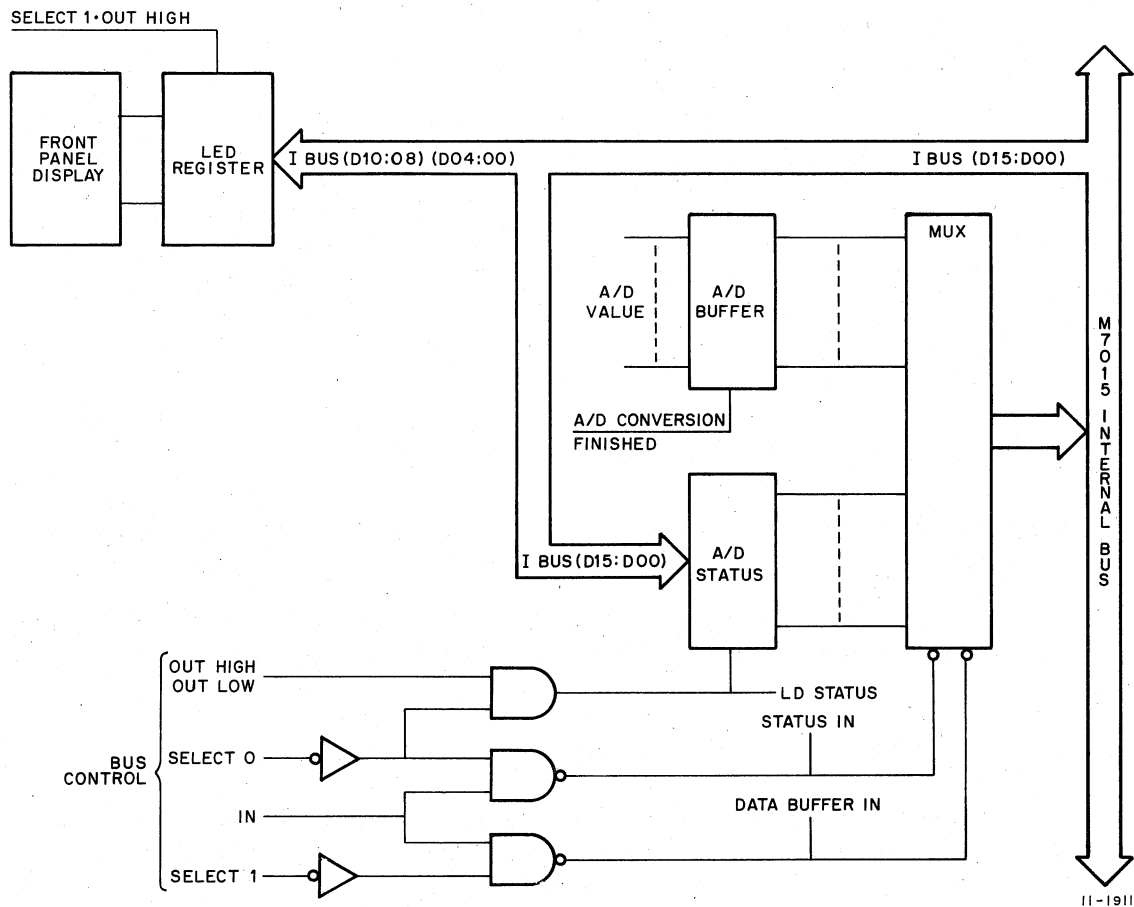 SELECT 1·OUT HIGH
FRONT
PANEL
DISPLAY
LED
REGISTER
I BUS (D10:08) (D04:00)
I BUS (D15:D00)
MUX
A/D
VALUE
A/D
BUFFER
A/D CONVERSION
FINISHED
M7015 INTERNAL BUS
I BUS (D15:D00)
A/D
STATUS
OUT HIGH
OUT LOW
LD STATUS
STATUS IN
BUS
CONTROL
SELECT 0
IN
DATA BUFFER IN
SELECT 1
11-1911